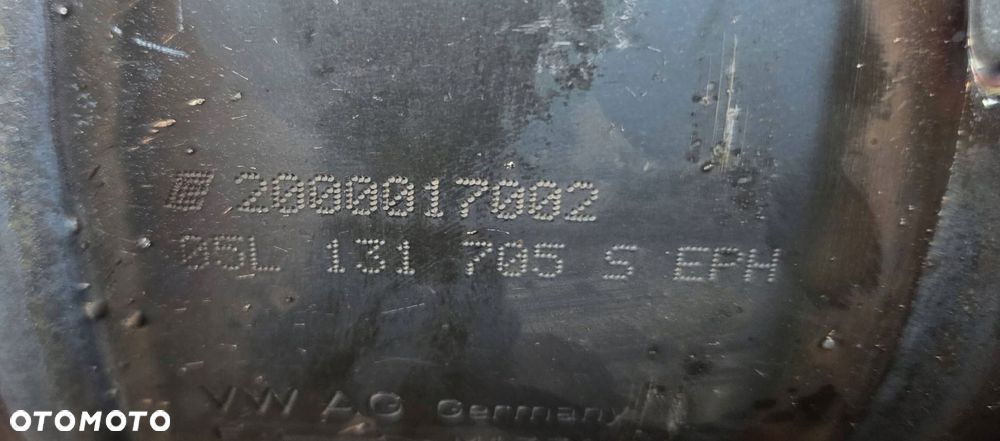 2000017002
05L 131 705 S EPH
VW AG Germany
OTOMOTO